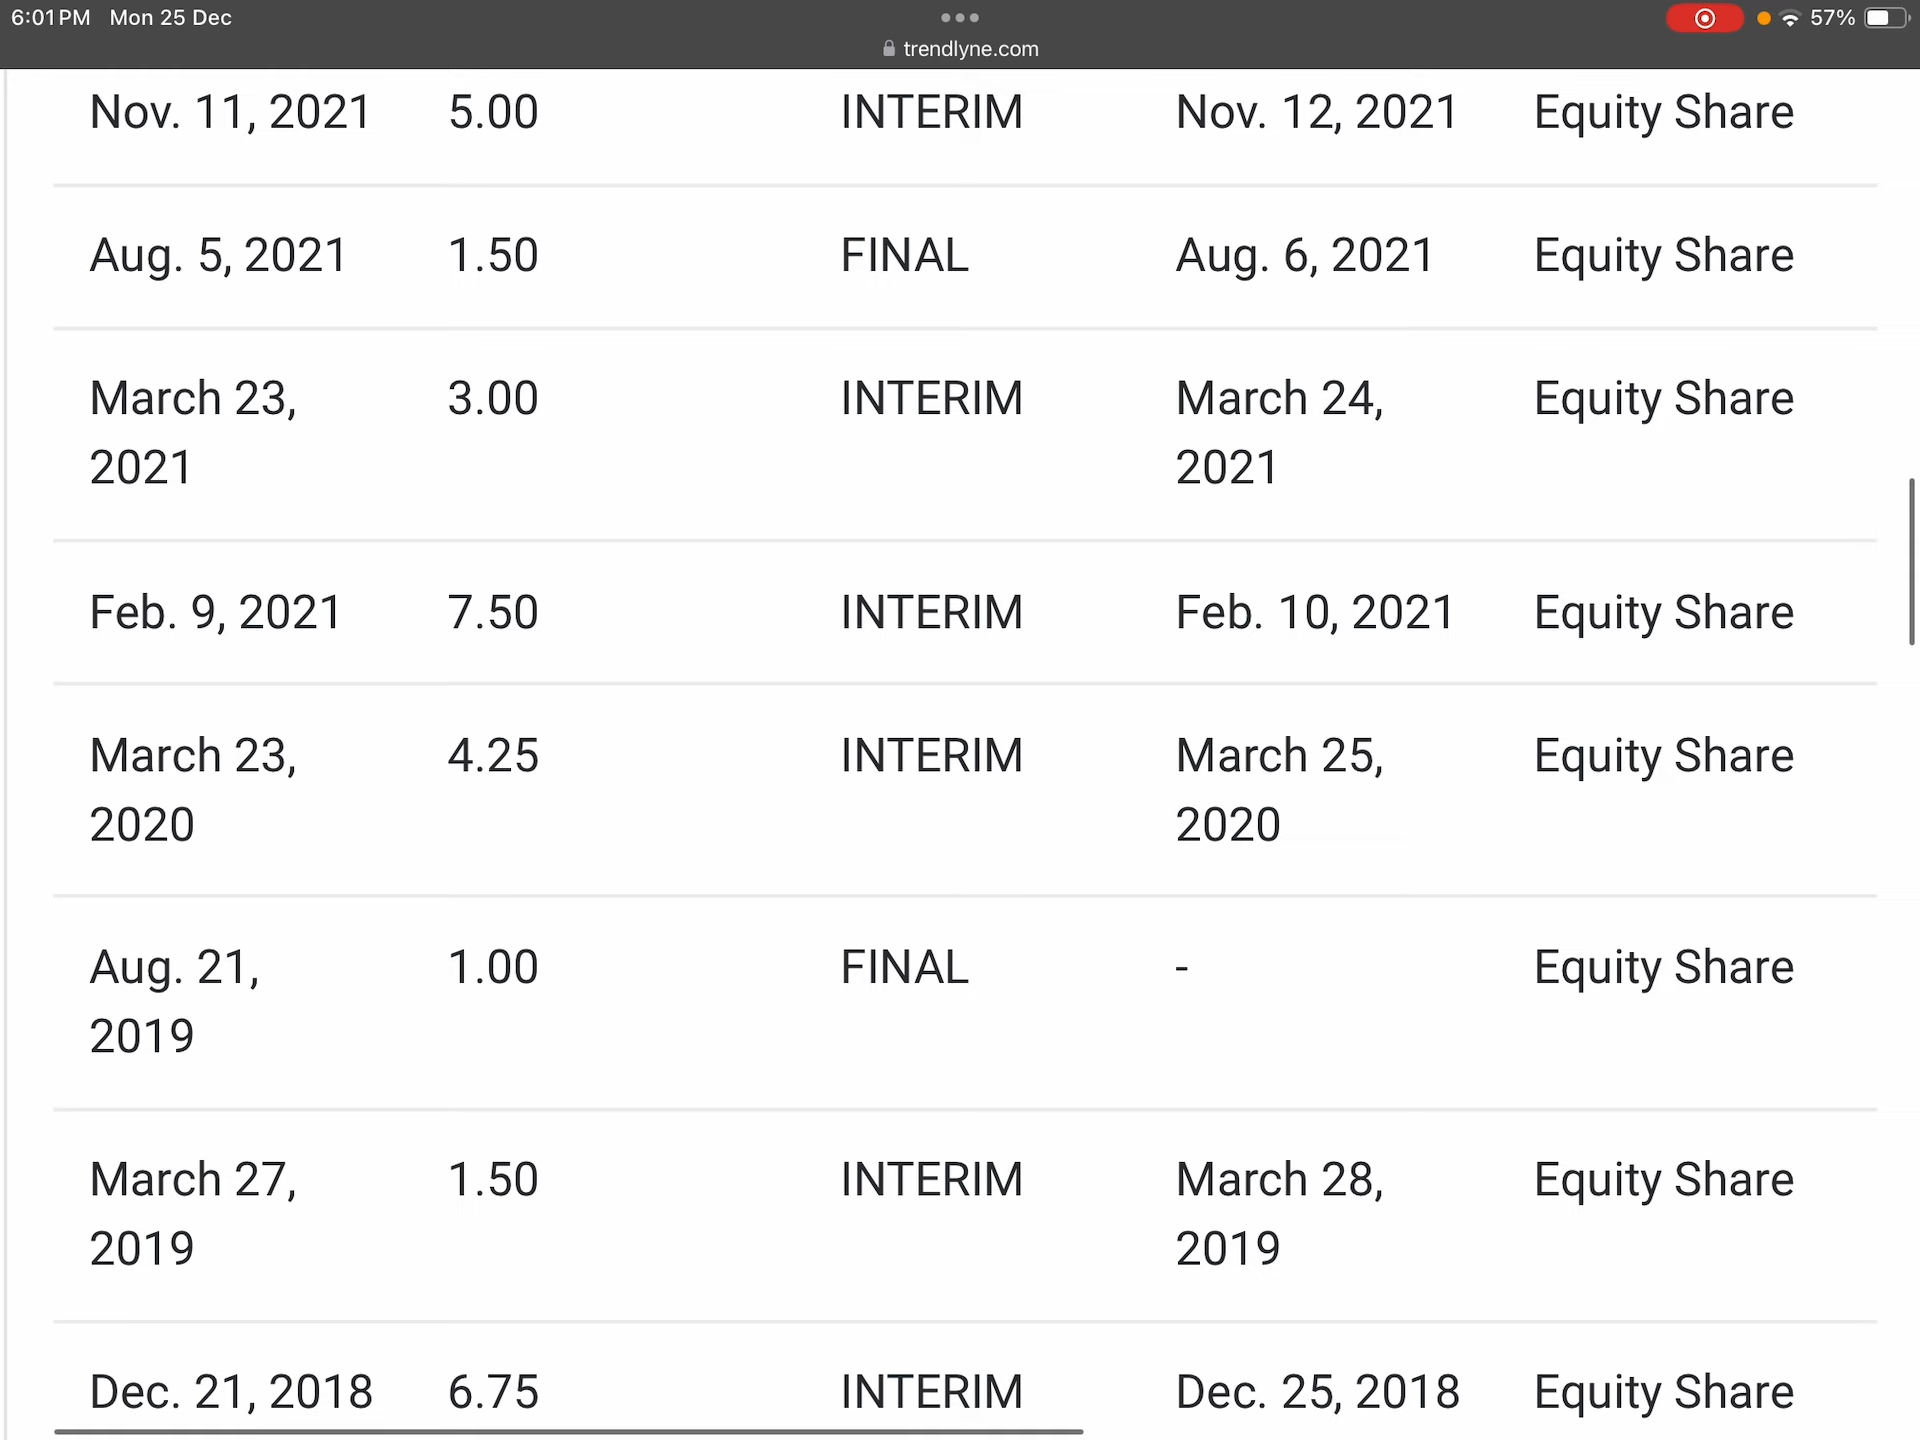 6:01 PM Mon 25 Dec 57%
trendlyne.com
Nov. 11, 2021 5.00 INTERIM Nov. 12, 2021 Equity Share
Aug. 5, 2021 1.50 FINAL Aug. 6, 2021 Equity Share
March 23, 3.00 INTERIM March 24, Equity Share
2021 2021
Feb. 9, 2021 7.50 INTERIM Feb. 10, 2021 Equity Share
March 23, 4.25 INTERIM March 25, Equity Share
2020 2020
Aug. 21, 1.00 FINAL - Equity Share
2019
March 27, 1.50 INTERIM March 28, Equity Share
2019 2019
Dec. 21, 2018 6.75 INTERIM Dec. 25, 2018 Equity Share